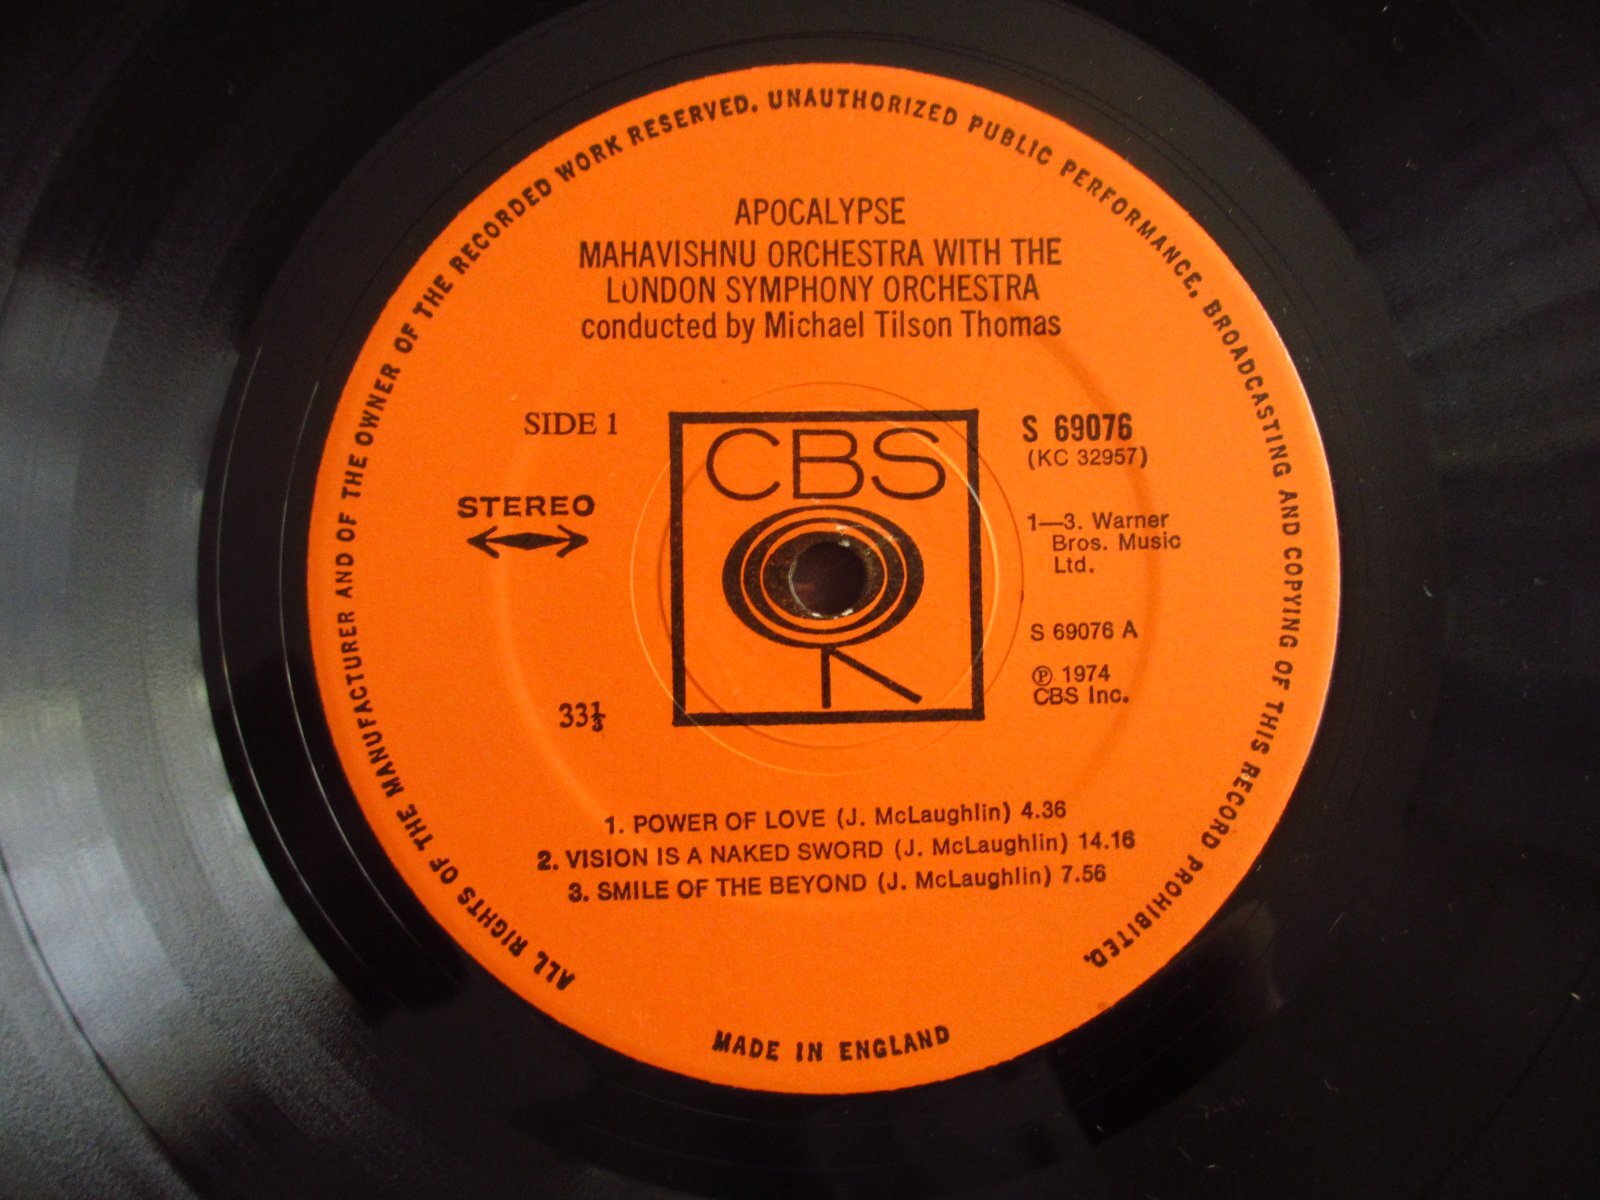 ALL RIGHTS OF THE MANUFACTURER AND OF THE OWNER OF THE RECORDED WORK RESERVED. UNAUTHORIZED PUBLIC PERFORMANCE, BROADCASTING AND COPYING OF THIS RECORD PROHIBITED.
APOCALYPSE
MAHAVISHNU ORCHESTRA WITH THE
LONDON SYMPHONY ORCHESTRA
conducted by Michael Tilson Thomas
SIDE 1
STEREO
33⅓
CBS
S 69076
(KC 32957)
1—3. Warner
Bros. Music
Ltd.
S 69076 A
℗ 1974
CBS Inc.
1. POWER OF LOVE (J. McLaughlin) 4.36
2. VISION IS A NAKED SWORD (J. McLaughlin) 14.16
3. SMILE OF THE BEYOND (J. McLaughlin) 7.56
MADE IN ENGLAND